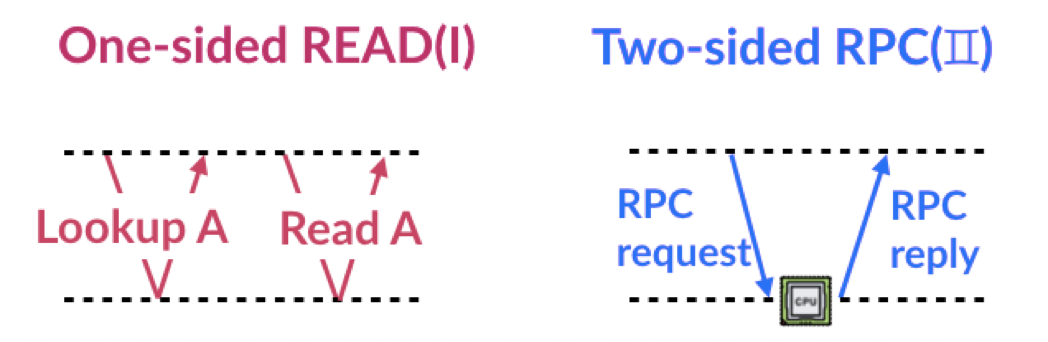 One-sided READ(I)
Two-sided RPC(Ⅱ)
Lookup A
Read A
RPC
request
RPC
reply
CPU